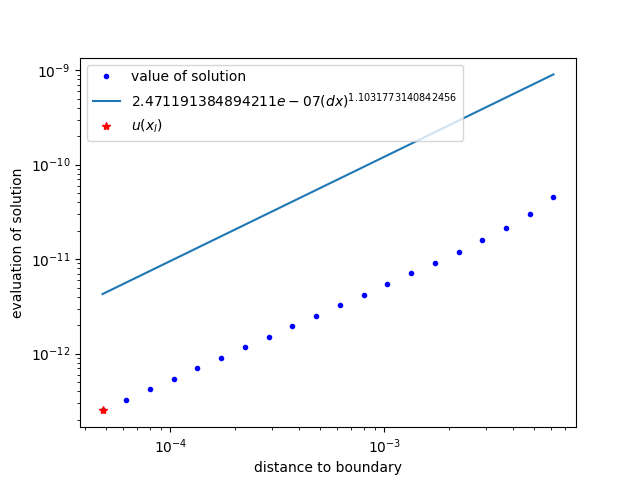 value of solution
2.471191384894211e − 07(dx)^1.1031773140842456
u(x_l)
10^−9
10^−10
10^−11
10^−12
evaluation of solution
10^−4
10^−3
distance to boundary